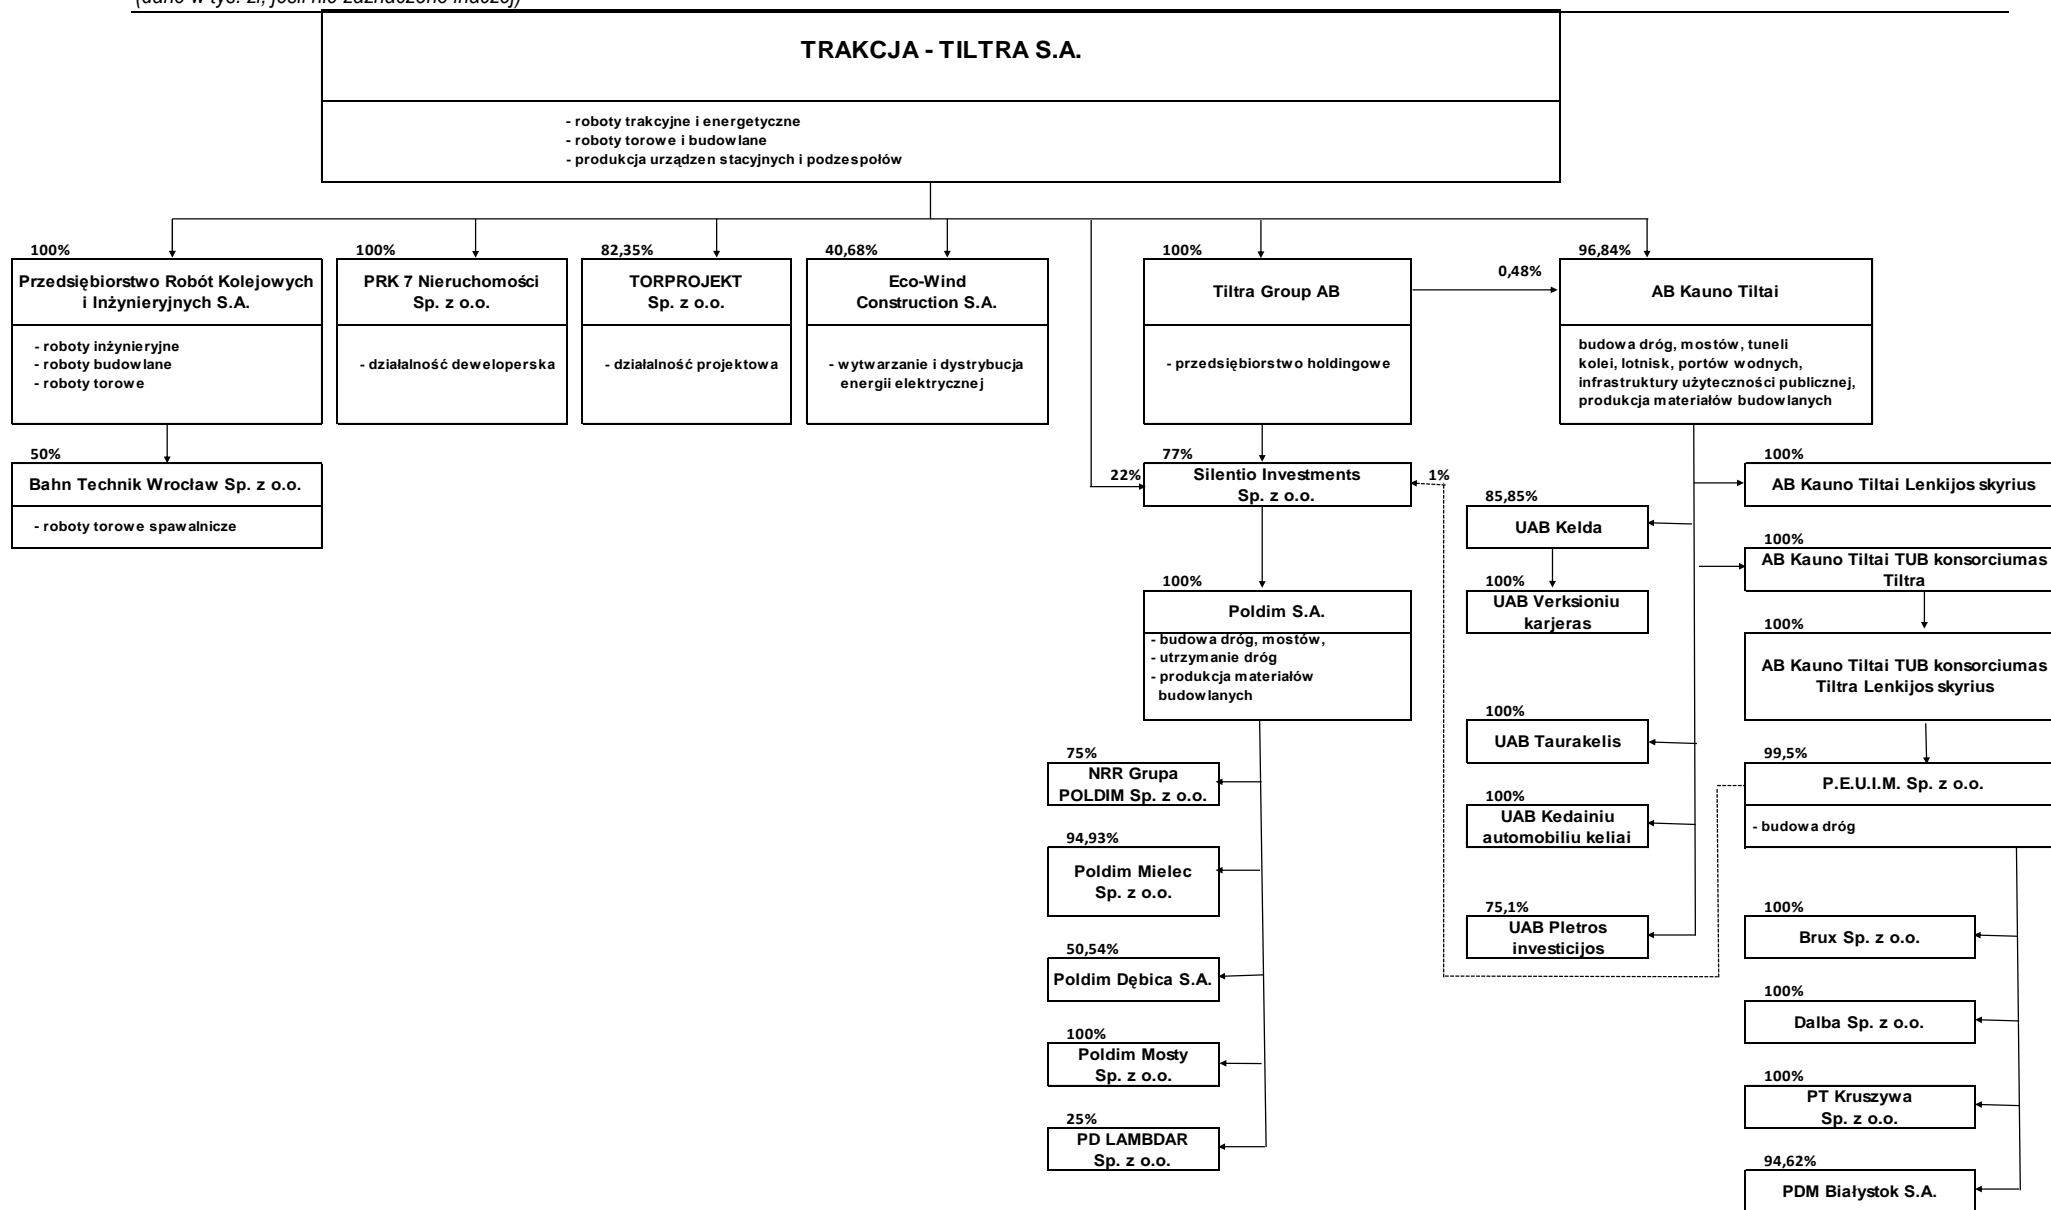 (dane w tys. zł, jeśli nie zaznaczono inaczej)
TRAKCJA - TILTRA S.A.
- roboty trakcyjne i energetyczne
- roboty torowe i budowlane
- produkcja urządzen stacyjnych i podzespołów
100%
Przedsiębiorstwo Robót Kolejowych
i Inżynieryjnych S.A.
- roboty inżynieryjne
- roboty budowlane
- roboty torowe
100%
PRK 7 Nieruchomości
Sp. z o.o.
- działalność deweloperska
82,35%
TORPROJEKT
Sp. z o.o.
- działalność projektowa
40,68%
Eco-Wind
Construction S.A.
- wytwarzanie i dystrybucja
energii elektrycznej
100%
Tiltra Group AB
- przedsiębiorstwo holdingowe
0,48%
96,84%
AB Kauno Tiltai
budowa dróg, mostów, tuneli
kolei, lotnisk, portów wodnych,
infrastruktury użyteczności publicznej,
produkcja materiałów budowlanych
50%
Bahn Technik Wrocław Sp. z o.o.
- roboty torowe spawalnicze
22%
77%
Silentio Investments
Sp. z o.o.
1%
100%
Poldim S.A.
- budowa dróg, mostów,
- utrzymanie dróg
- produkcja materiałów
budowlanych
75%
NRR Grupa
POLDIM Sp. z o.o.
94,93%
Poldim Mielec
Sp. z o.o.
50,54%
Poldim Dębica S.A.
100%
Poldim Mosty
Sp. z o.o.
25%
PD LAMBDAR
Sp. z o.o.
85,85%
UAB Kelda
100%
UAB Verksioniu
karjeras
100%
UAB Taurakelis
100%
UAB Kedainiu
automobiliu keliai
75,1%
UAB Pletros
investicijos
100%
AB Kauno Tiltai Lenkijos skyrius
100%
AB Kauno Tiltai TUB konsorciumas
Tiltra
100%
AB Kauno Tiltai TUB konsorciumas
Tiltra Lenkijos skyrius
99,5%
P.E.U.I.M. Sp. z o.o.
- budowa dróg
100%
Brux Sp. z o.o.
100%
Dalba Sp. z o.o.
100%
PT Kruszywa
Sp. z o.o.
94,62%
PDM Białystok S.A.